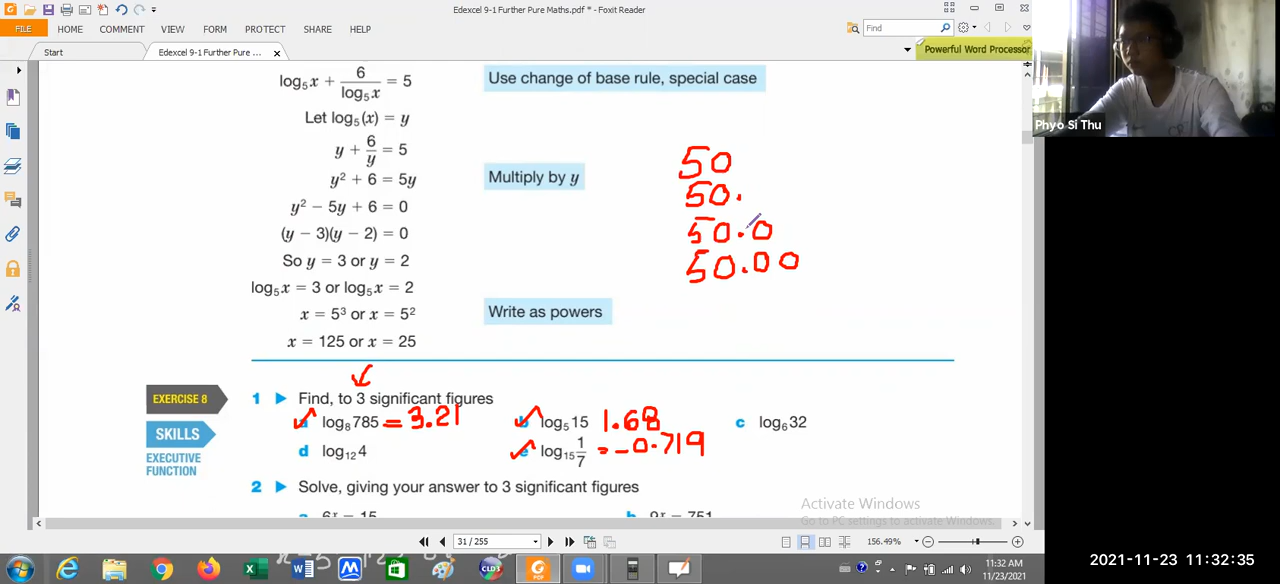 Edexcel 9-1 Further Pure Maths.pdf * - Foxit Reader
FILE HOME COMMENT VIEW FORM PROTECT SHARE HELP
Find
Start Edexcel 9-1 Further Pure ... ×
Powerful Word Processor
Phyo Si Thu
log₅x + 6/log₅x = 5
Use change of base rule, special case
Let log₅(x) = y
y + 6/y = 5
y² + 6 = 5y
Multiply by y
y² − 5y + 6 = 0
(y − 3)(y − 2) = 0
So y = 3 or y = 2
log₅x = 3 or log₅x = 2
x = 5³ or x = 5²
Write as powers
x = 125 or x = 25
50
50.
50.0
50.00
EXERCISE 8
1 ▶ Find, to 3 significant figures
a log₈785 = 3.21 b log₅15 1.68 c log₆32
SKILLS
d log₁₂4 e log₁₅ 1/7 = -0.719
EXECUTIVE
FUNCTION
2 ▶ Solve, giving your answer to 3 significant figures
a 6ˣ = 15 b 9ˣ = 751
Activate Windows
Go to PC settings to activate Windows.
31 / 255
156.49%
2021-11-23 11:32:35
11:32 AM
11/23/2021